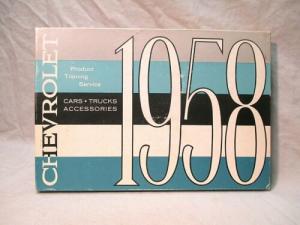 CHEVROLET
Product
Training
Service
CARS • TRUCKS
ACCESSORIES
1958